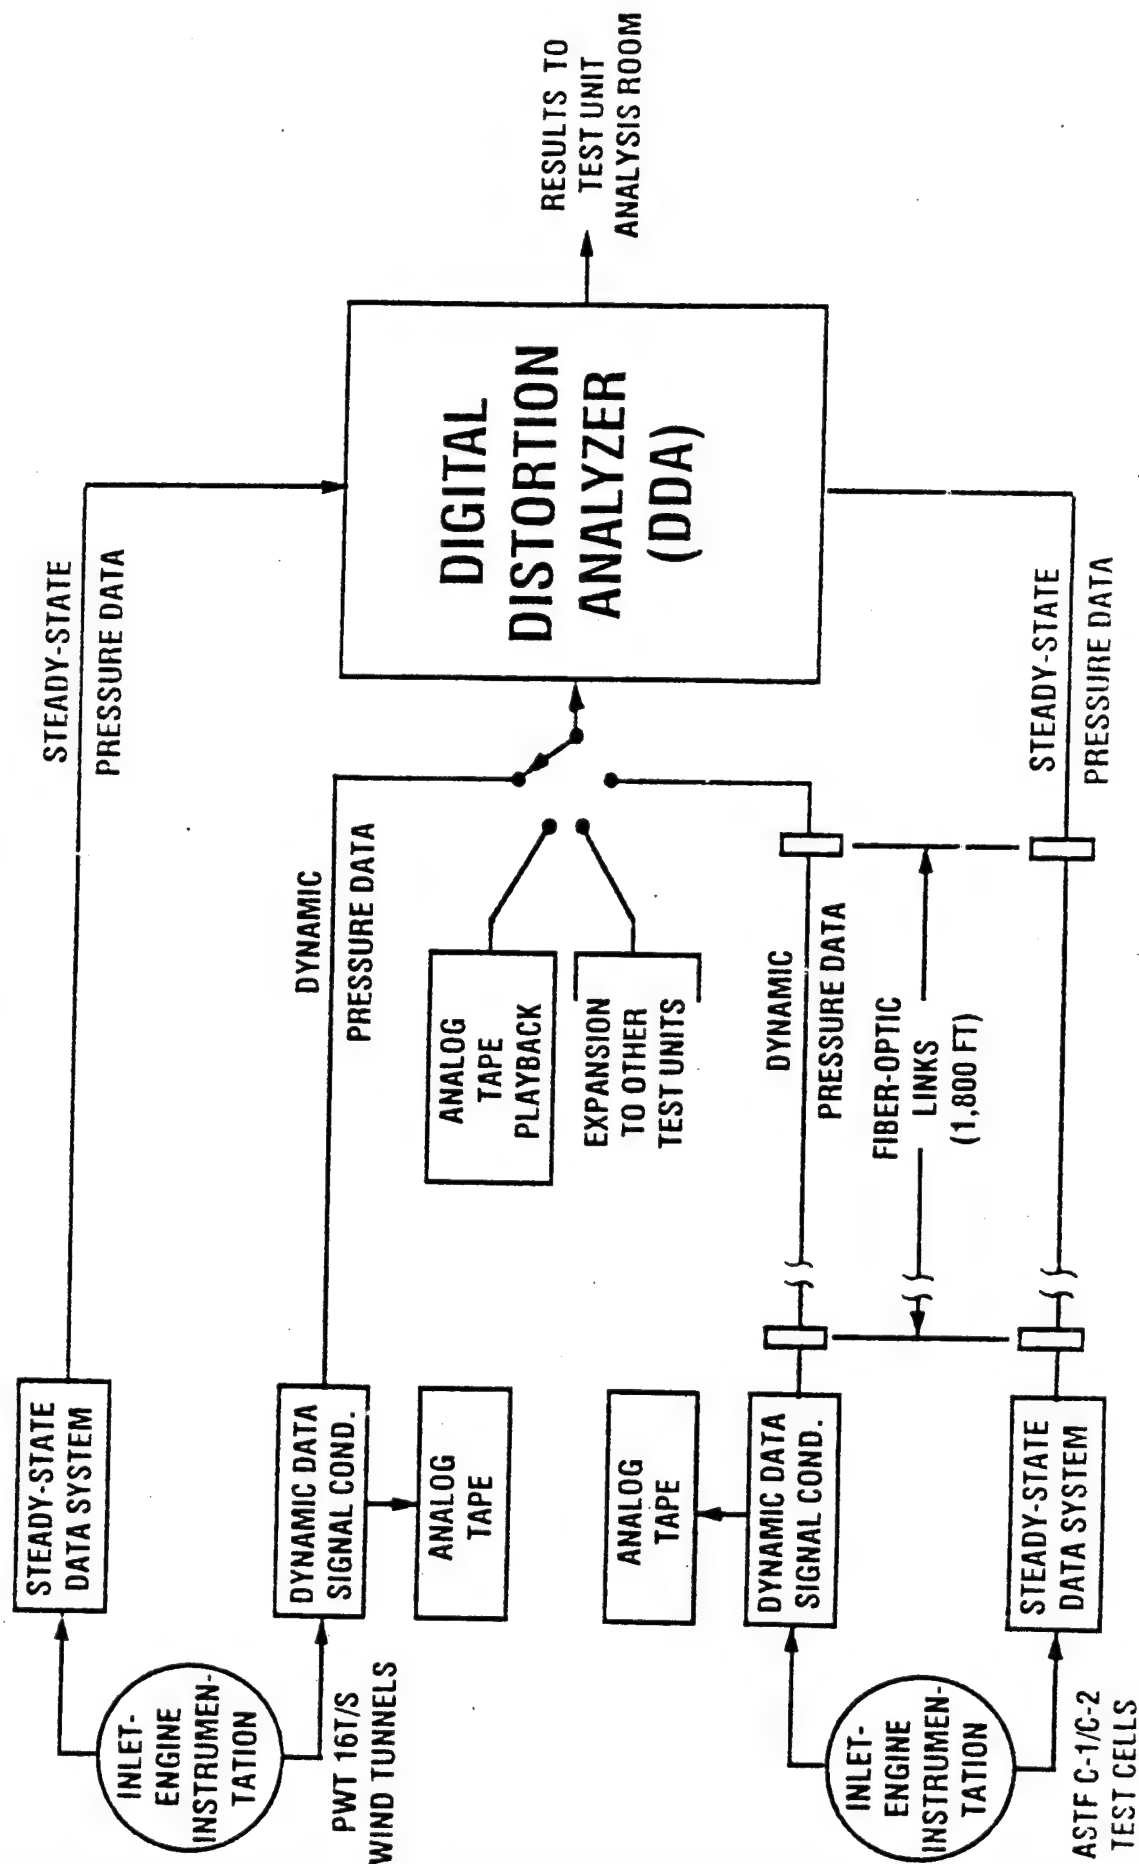 INLET-
ENGINE
INSTRUMEN-
TATION
PWT 16T/S
WIND TUNNELS
STEADY-STATE
DATA SYSTEM
STEADY-STATE
PRESSURE DATA
DYNAMIC DATA
SIGNAL COND.
DYNAMIC
PRESSURE DATA
ANALOG
TAPE
ANALOG
TAPE
PLAYBACK
EXPANSION
TO OTHER
TEST UNITS
DIGITAL
DISTORTION
ANALYZER
(DDA)
RESULTS TO
TEST UNIT
ANALYSIS ROOM
ANALOG
TAPE
DYNAMIC DATA
SIGNAL COND.
DYNAMIC
PRESSURE DATA
FIBER-OPTIC
LINKS
(1,800 FT)
INLET-
ENGINE
INSTRUMEN-
TATION
ASTF C-1/C-2
TEST CELLS
STEADY-STATE
DATA SYSTEM
STEADY-STATE
PRESSURE DATA